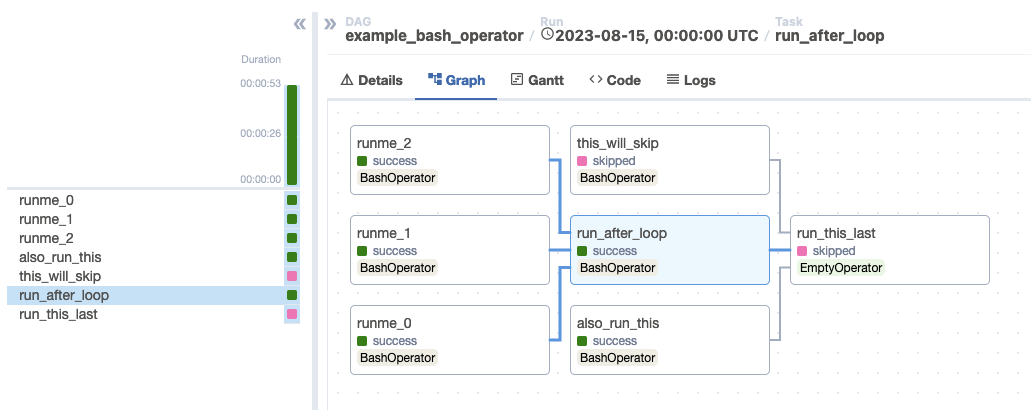 « » DAG Run Task
example_bash_operator / 2023-08-15, 00:00:00 UTC / run_after_loop
Details Graph Gantt <> Code Logs
Duration
00:00:53
00:00:26
00:00:00
runme_0
runme_1
runme_2
also_run_this
this_will_skip
run_after_loop
run_this_last
runme_2
success
BashOperator
this_will_skip
skipped
BashOperator
runme_1
success
BashOperator
run_after_loop
success
BashOperator
run_this_last
skipped
EmptyOperator
runme_0
success
BashOperator
also_run_this
success
BashOperator